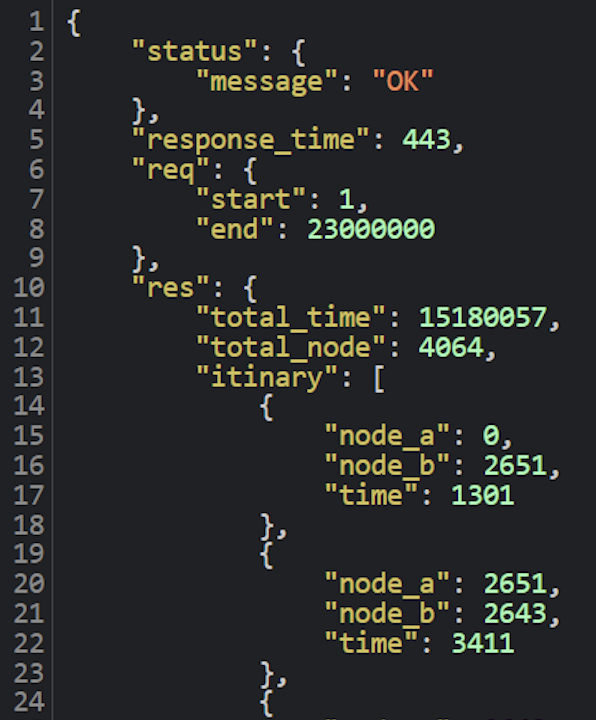 1 {
2 "status": {
3 "message": "OK"
4 },
5 "response_time": 443,
6 "req": {
7 "start": 1,
8 "end": 23000000
9 },
10 "res": {
11 "total_time": 15180057,
12 "total_node": 4064,
13 "itinary": [
14 {
15 "node_a": 0,
16 "node_b": 2651,
17 "time": 1301
18 },
19 {
20 "node_a": 2651,
21 "node_b": 2643,
22 "time": 3411
23 },
24 {